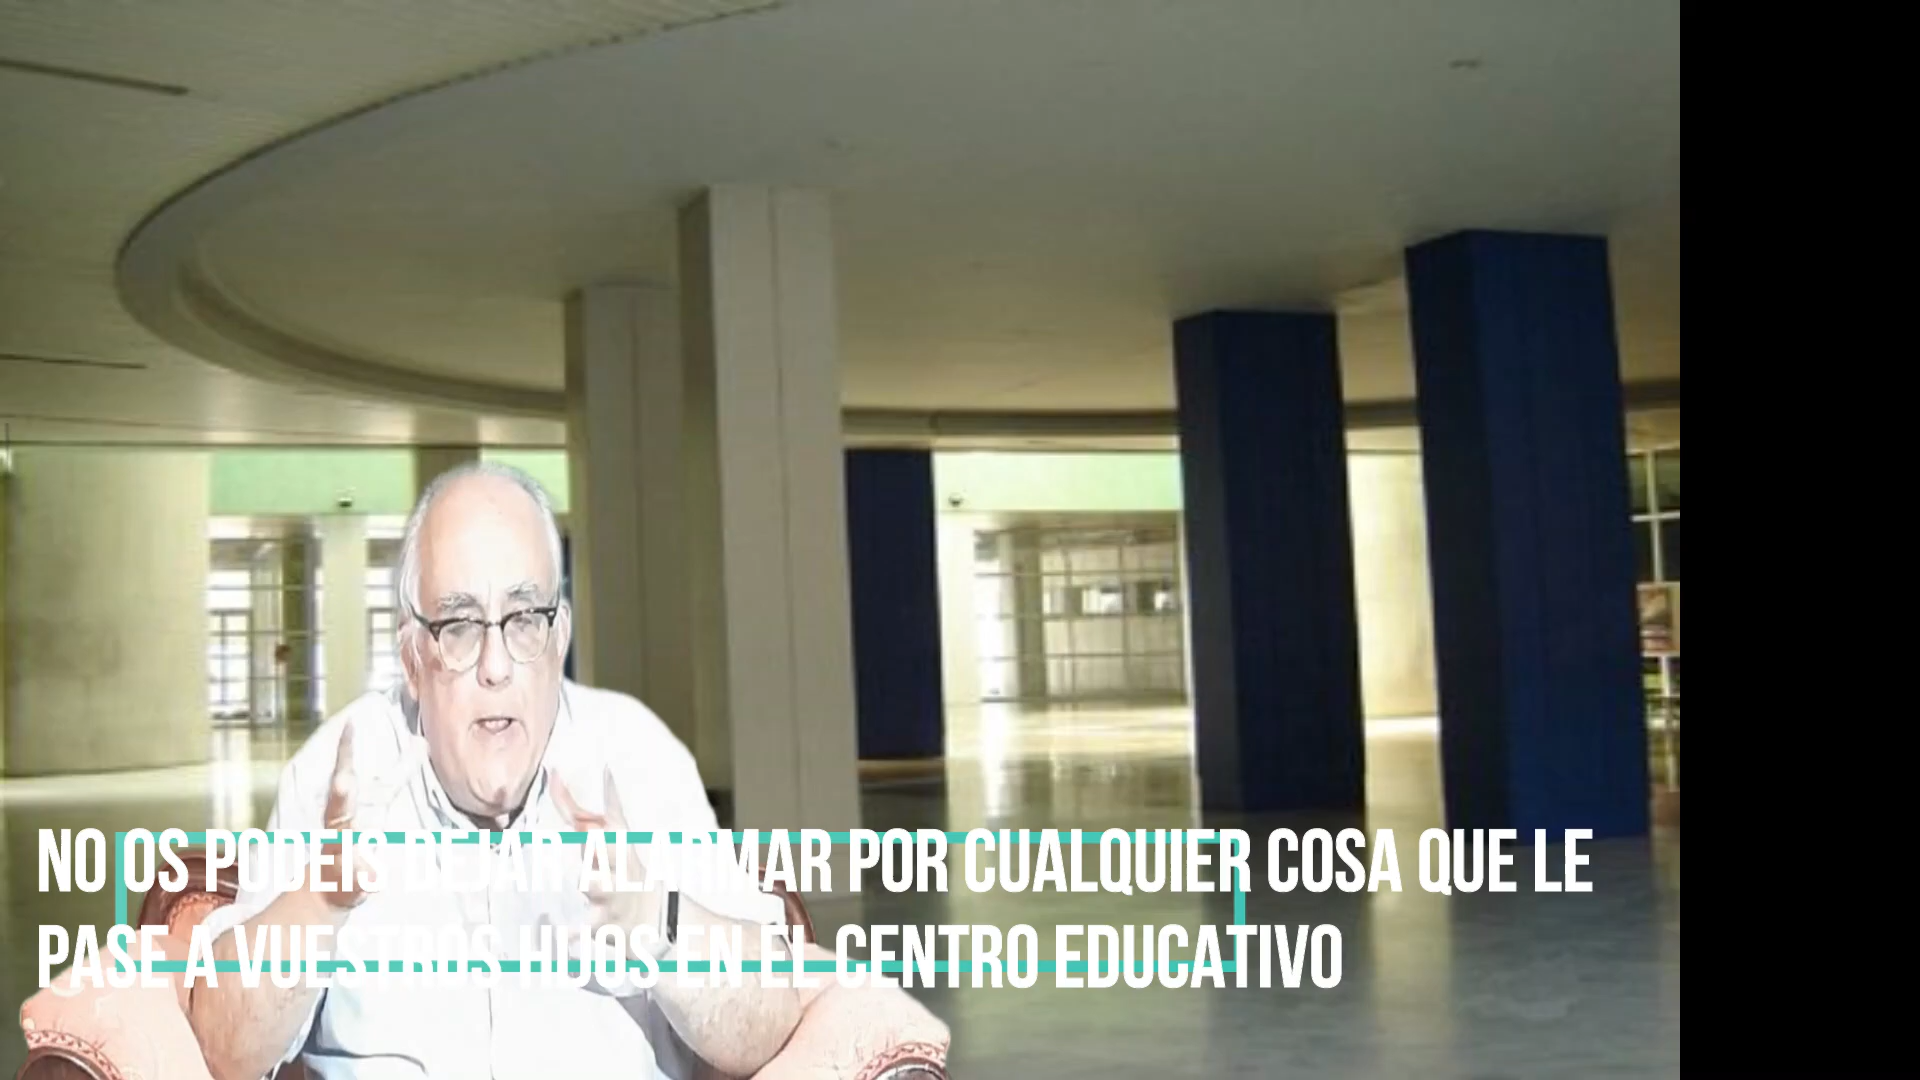 NO OS PODEIS DEJAR ALARMAR POR CUALQUIER COSA QUE LE
PASE A VUESTROS HIJOS EN EL CENTRO EDUCATIVO